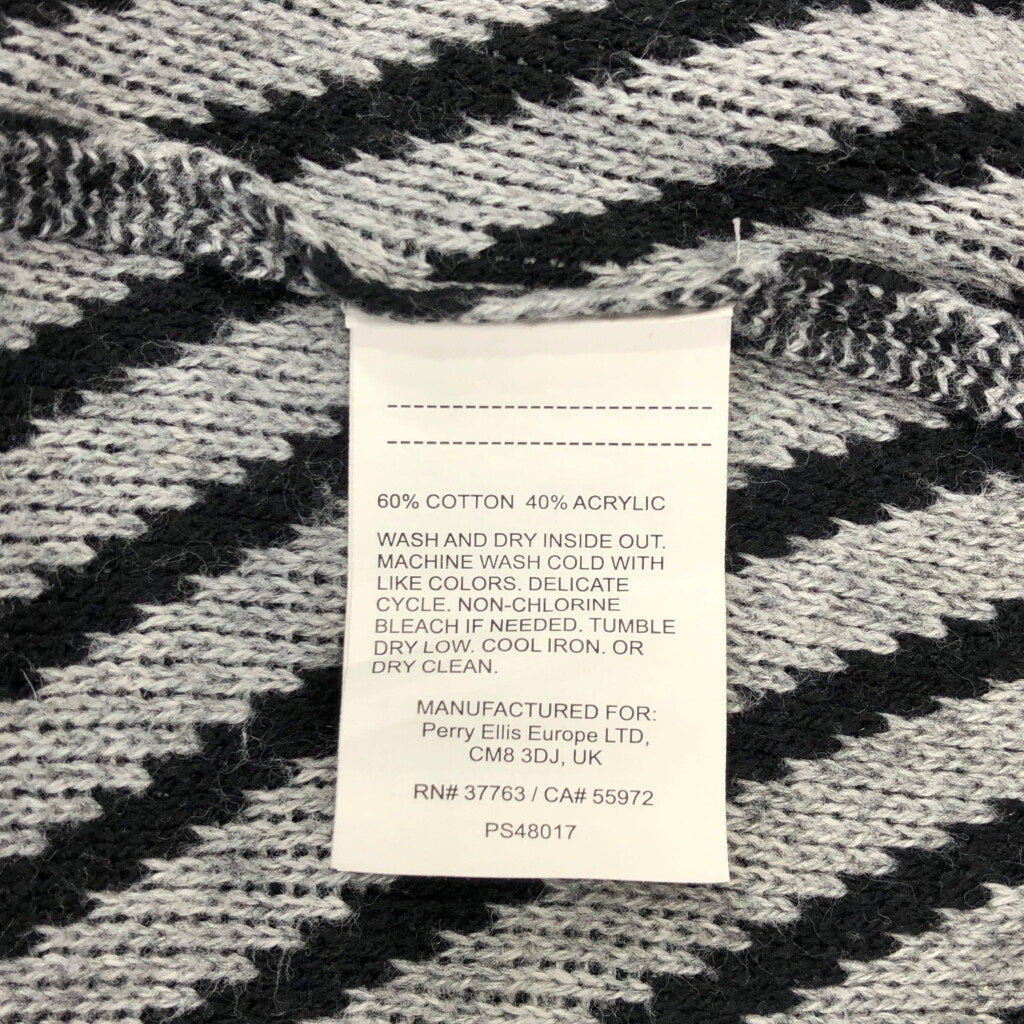 60% COTTON 40% ACRYLIC
WASH AND DRY INSIDE OUT.
MACHINE WASH COLD WITH
LIKE COLORS. DELICATE
CYCLE. NON-CHLORINE
BLEACH IF NEEDED. TUMBLE
DRY LOW. COOL IRON. OR
DRY CLEAN.
MANUFACTURED FOR:
Perry Ellis Europe LTD,
CM8 3DJ, UK
RN# 37763 / CA# 55972
PS48017